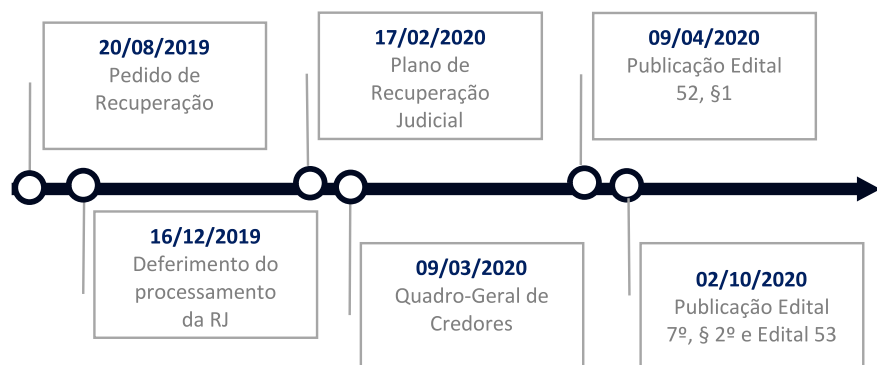 20/08/2019
Pedido de
Recuperação
17/02/2020
Plano de
Recuperação
Judicial
09/04/2020
Publicação Edital
52, §1
16/12/2019
Deferimento do
processamento
da RJ
09/03/2020
Quadro-Geral de
Credores
02/10/2020
Publicação Edital
7º, § 2º e Edital 53